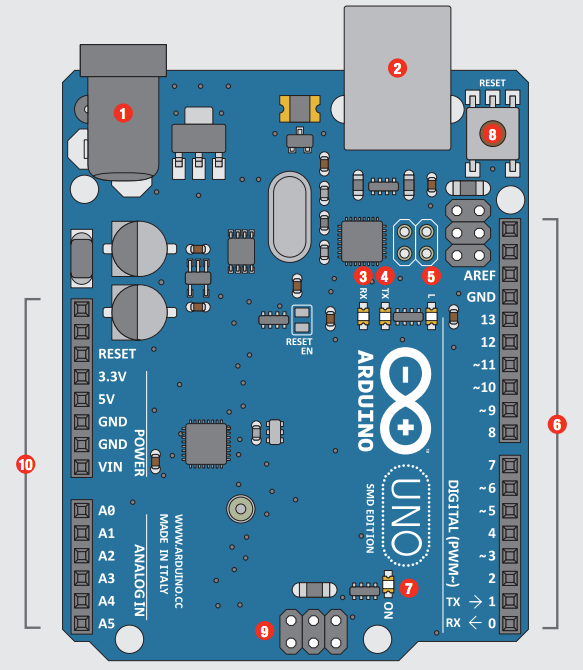 1
2
RESET
8
3
4
5
RX
TX
L
RESET
EN
AREF
GND
13
12
~11
~10
~9
8
7
~6
~5
4
~3
2
TX → 1
RX ← 0
6
DIGITAL (PWM~)
ARDUINO
UNO
SMD EDITION
7
ON
9
10
RESET
3.3V
5V
GND
GND
VIN
POWER
A0
A1
A2
A3
A4
A5
ANALOG IN
WWW.ARDUINO.CC
MADE IN ITALY